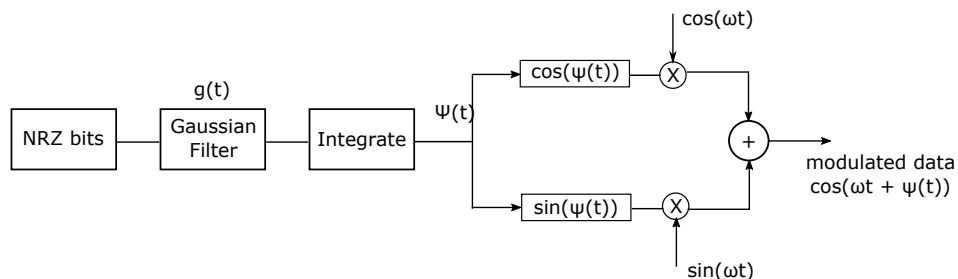 cos(ωt)
g(t)
Ψ(t)
cos(ψ(t))
X
NRZ bits
Gaussian
Filter
Integrate
+
modulated data
cos(ωt + ψ(t))
sin(ψ(t))
X
sin(ωt)